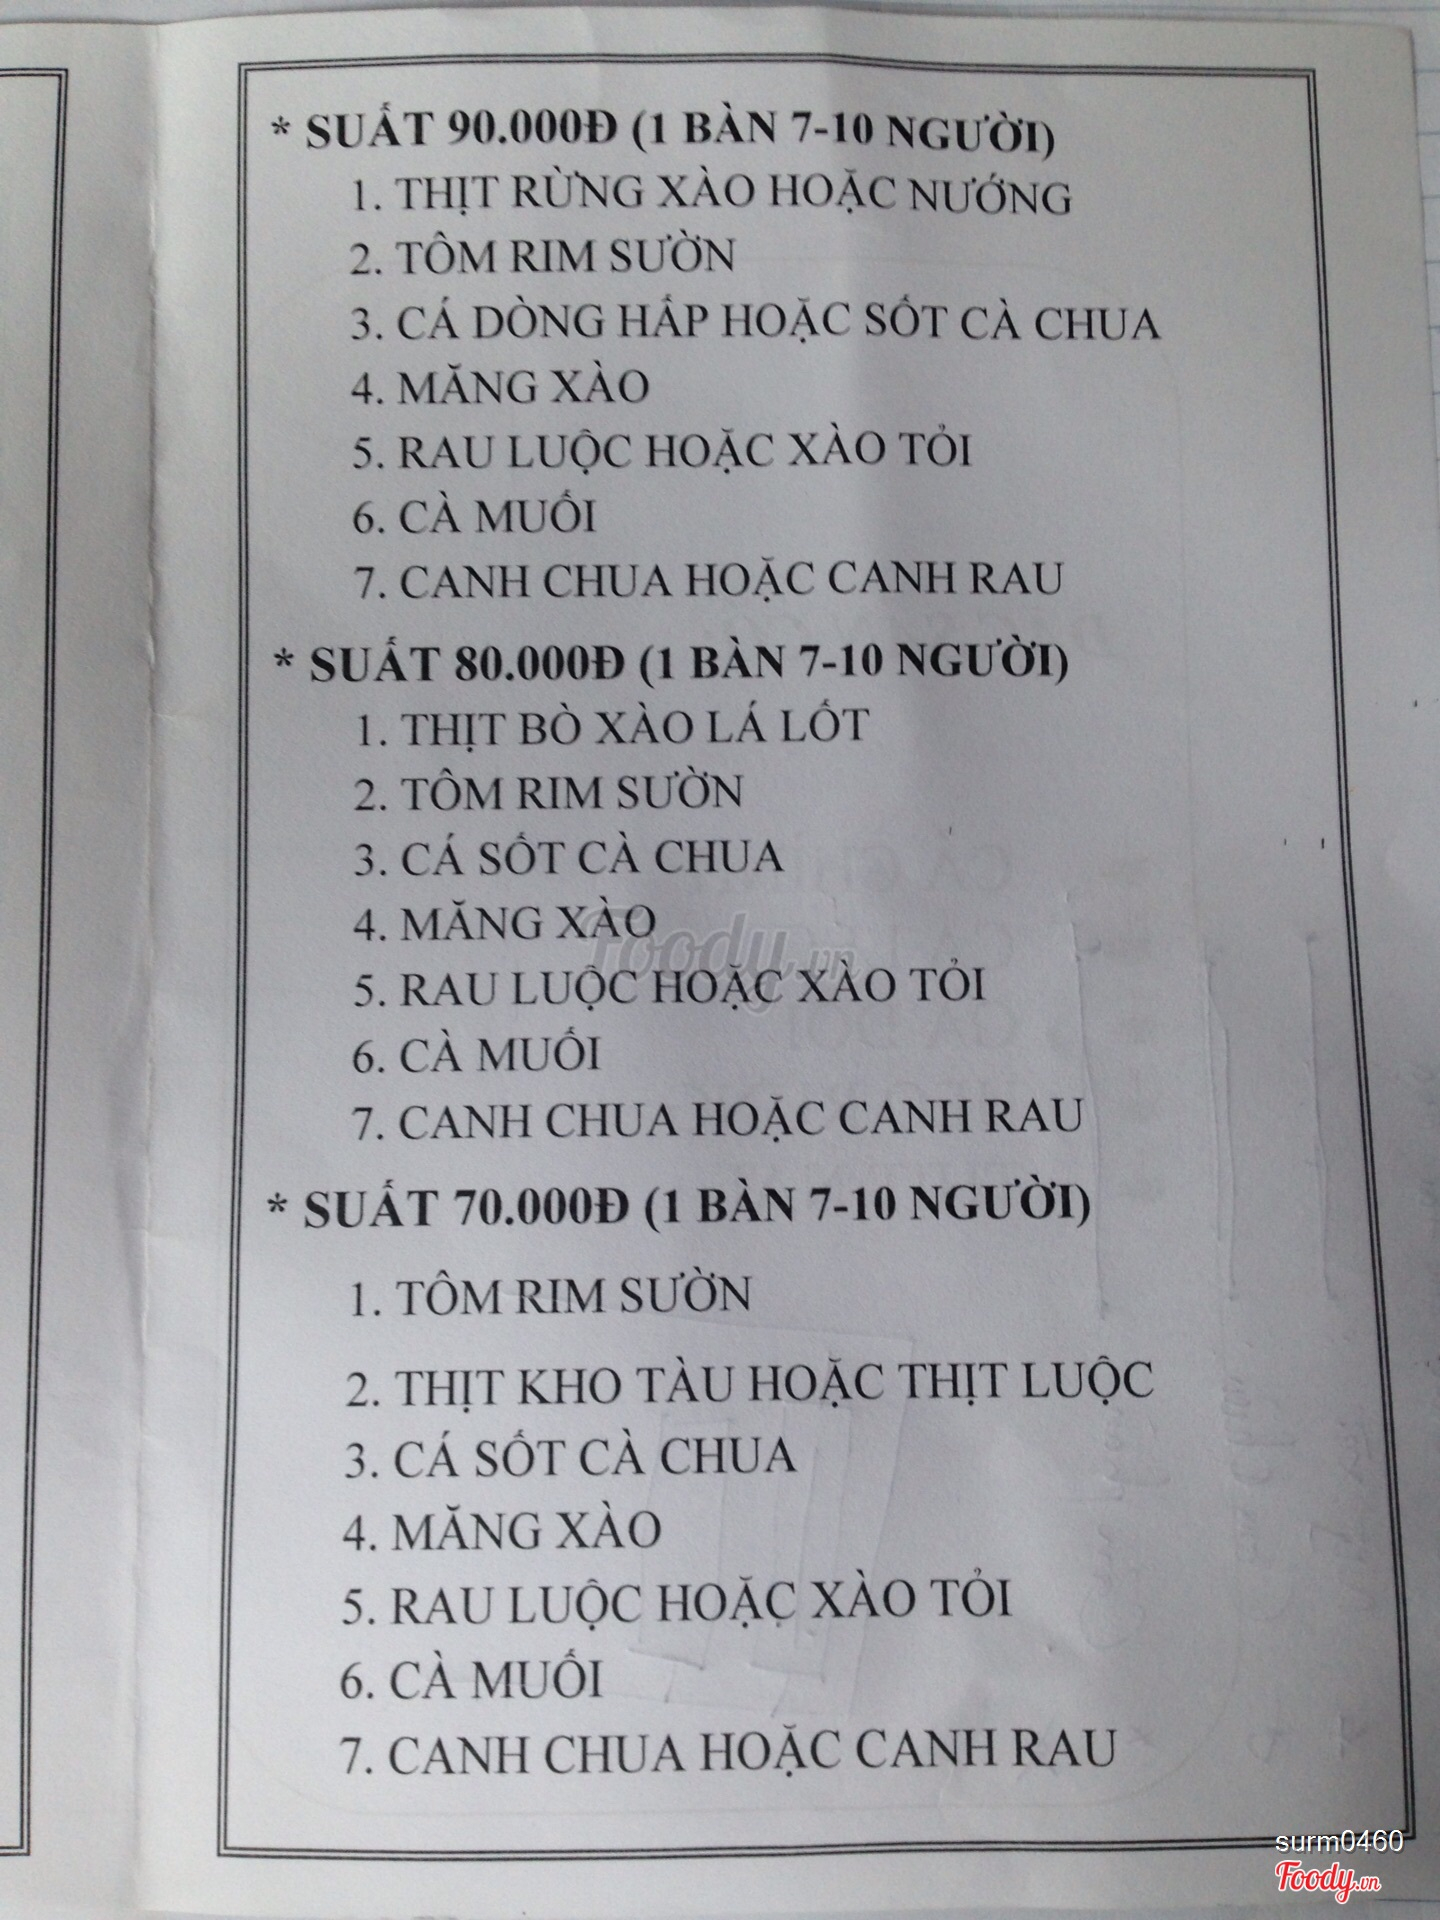 * SUẤT 90.000Đ (1 BÀN 7-10 NGƯỜI)
1. THỊT RỪNG XÀO HOẶC NƯỚNG
2. TÔM RIM SƯỜN
3. CÁ DÒNG HẤP HOẶC SỐT CÀ CHUA
4. MĂNG XÀO
5. RAU LUỘC HOẶC XÀO TỎI
6. CÀ MUỐI
7. CANH CHUA HOẶC CANH RAU
* SUẤT 80.000Đ (1 BÀN 7-10 NGƯỜI)
1. THỊT BÒ XÀO LÁ LỐT
2. TÔM RIM SƯỜN
3. CÁ SỐT CÀ CHUA
4. MĂNG XÀO
Foody.vn
5. RAU LUỘC HOẶC XÀO TỎI
6. CÀ MUỐI
7. CANH CHUA HOẶC CANH RAU
* SUẤT 70.000Đ (1 BÀN 7-10 NGƯỜI)
1. TÔM RIM SƯỜN
2. THỊT KHO TÀU HOẶC THỊT LUỘC
3. CÁ SỐT CÀ CHUA
4. MĂNG XÀO
5. RAU LUỘC HOẶC XÀO TỎI
6. CÀ MUỐI
7. CANH CHUA HOẶC CANH RAU
surm0460
Foody.vn